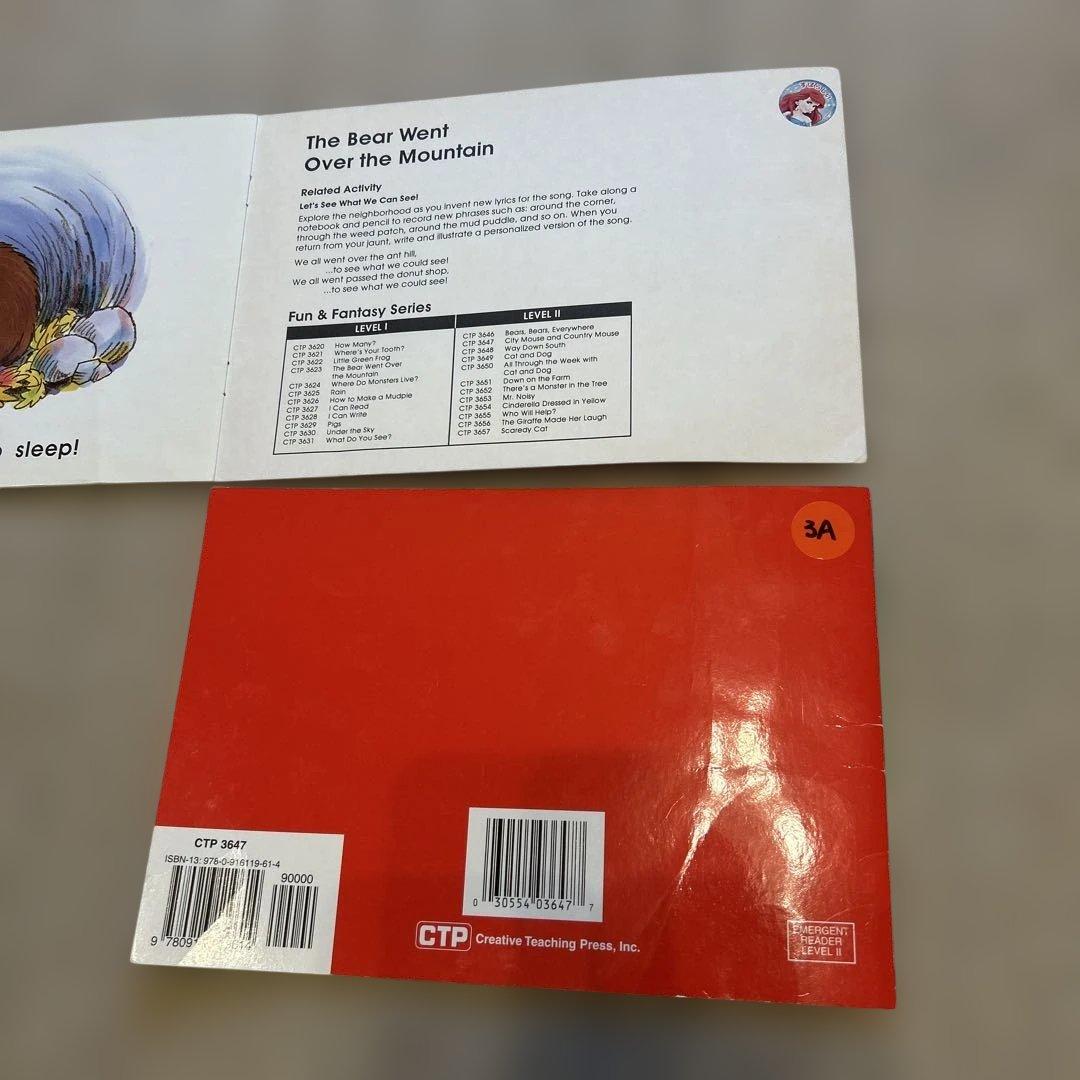 The Bear Went
Over the Mountain
Related Activity
Let's See What We Can See!
Explore the neighborhood as you invent new lyrics for the song. Take along a
notebook and pencil to record new phrases such as: around the corner,
through the weed patch, around the mud puddle, and so on. When you
return from your jaunt, write and illustrate a personalized version of the song.
We all went over the ant hill,
...to see what we could see!
We all went passed the donut shop,
...to see what we could see!
Fun & Fantasy Series
LEVEL I
CTP 3620 How Many?
CTP 3621 Where's Your Tooth?
CTP 3622 Little Green Frog
CTP 3623 The Bear Went Over
the Mountain
CTP 3624 Where Do Monsters Live?
CTP 3625 Rain
CTP 3626 How to Make a Mudpie
CTP 3627 I Can Read
CTP 3628 I Can Write
CTP 3629 Pigs
CTP 3630 Under the Sky
CTP 3631 What Do You See?
LEVEL II
CTP 3646 Bears, Bears, Everywhere
CTP 3647 City Mouse and Country Mouse
CTP 3648 Way Down South
CTP 3649 Cat and Dog
CTP 3650 All Through the Week with
Cat and Dog
CTP 3651 Down on the Farm
CTP 3652 There's a Monster in the Tree
CTP 3653 Mr. Noisy
CTP 3654 Cinderella Dressed in Yellow
CTP 3655 Who Will Help?
CTP 3656 The Giraffe Made Her Laugh
CTP 3657 Scaredy Cat
sleep!
3A
CTP 3647
ISBN-13: 978-0-916119-61-4
90000
0 30554 03647 7
CTP Creative Teaching Press, Inc.
EMERGENT
READER
LEVEL II